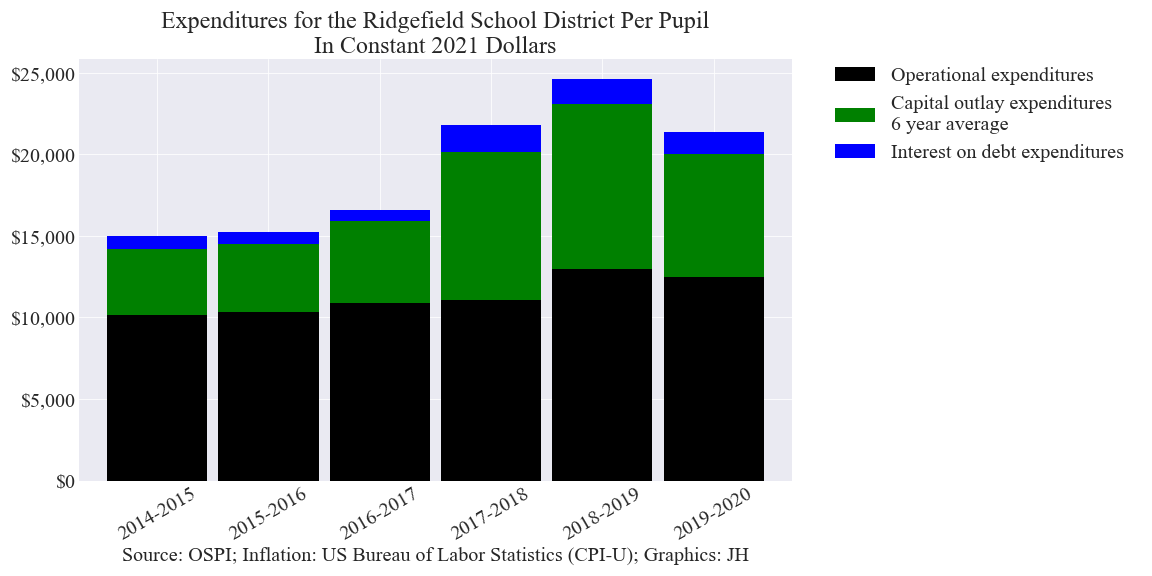 Expenditures for the Ridgefield School District Per Pupil
In Constant 2021 Dollars
$25,000
$20,000
$15,000
$10,000
$5,000
$0
2014-2015
2015-2016
2016-2017
2017-2018
2018-2019
2019-2020
Source: OSPI; Inflation: US Bureau of Labor Statistics (CPI-U); Graphics: JH
Operational expenditures
Capital outlay expenditures
6 year average
Interest on debt expenditures